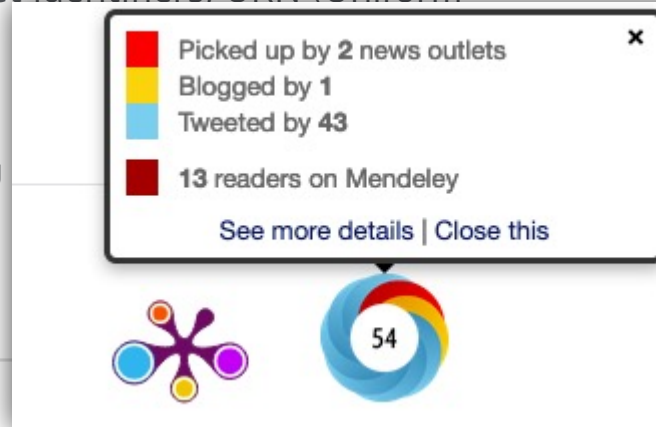 ×
Picked up by 2 news outlets
Blogged by 1
Tweeted by 43
13 readers on Mendeley
See more details | Close this
54